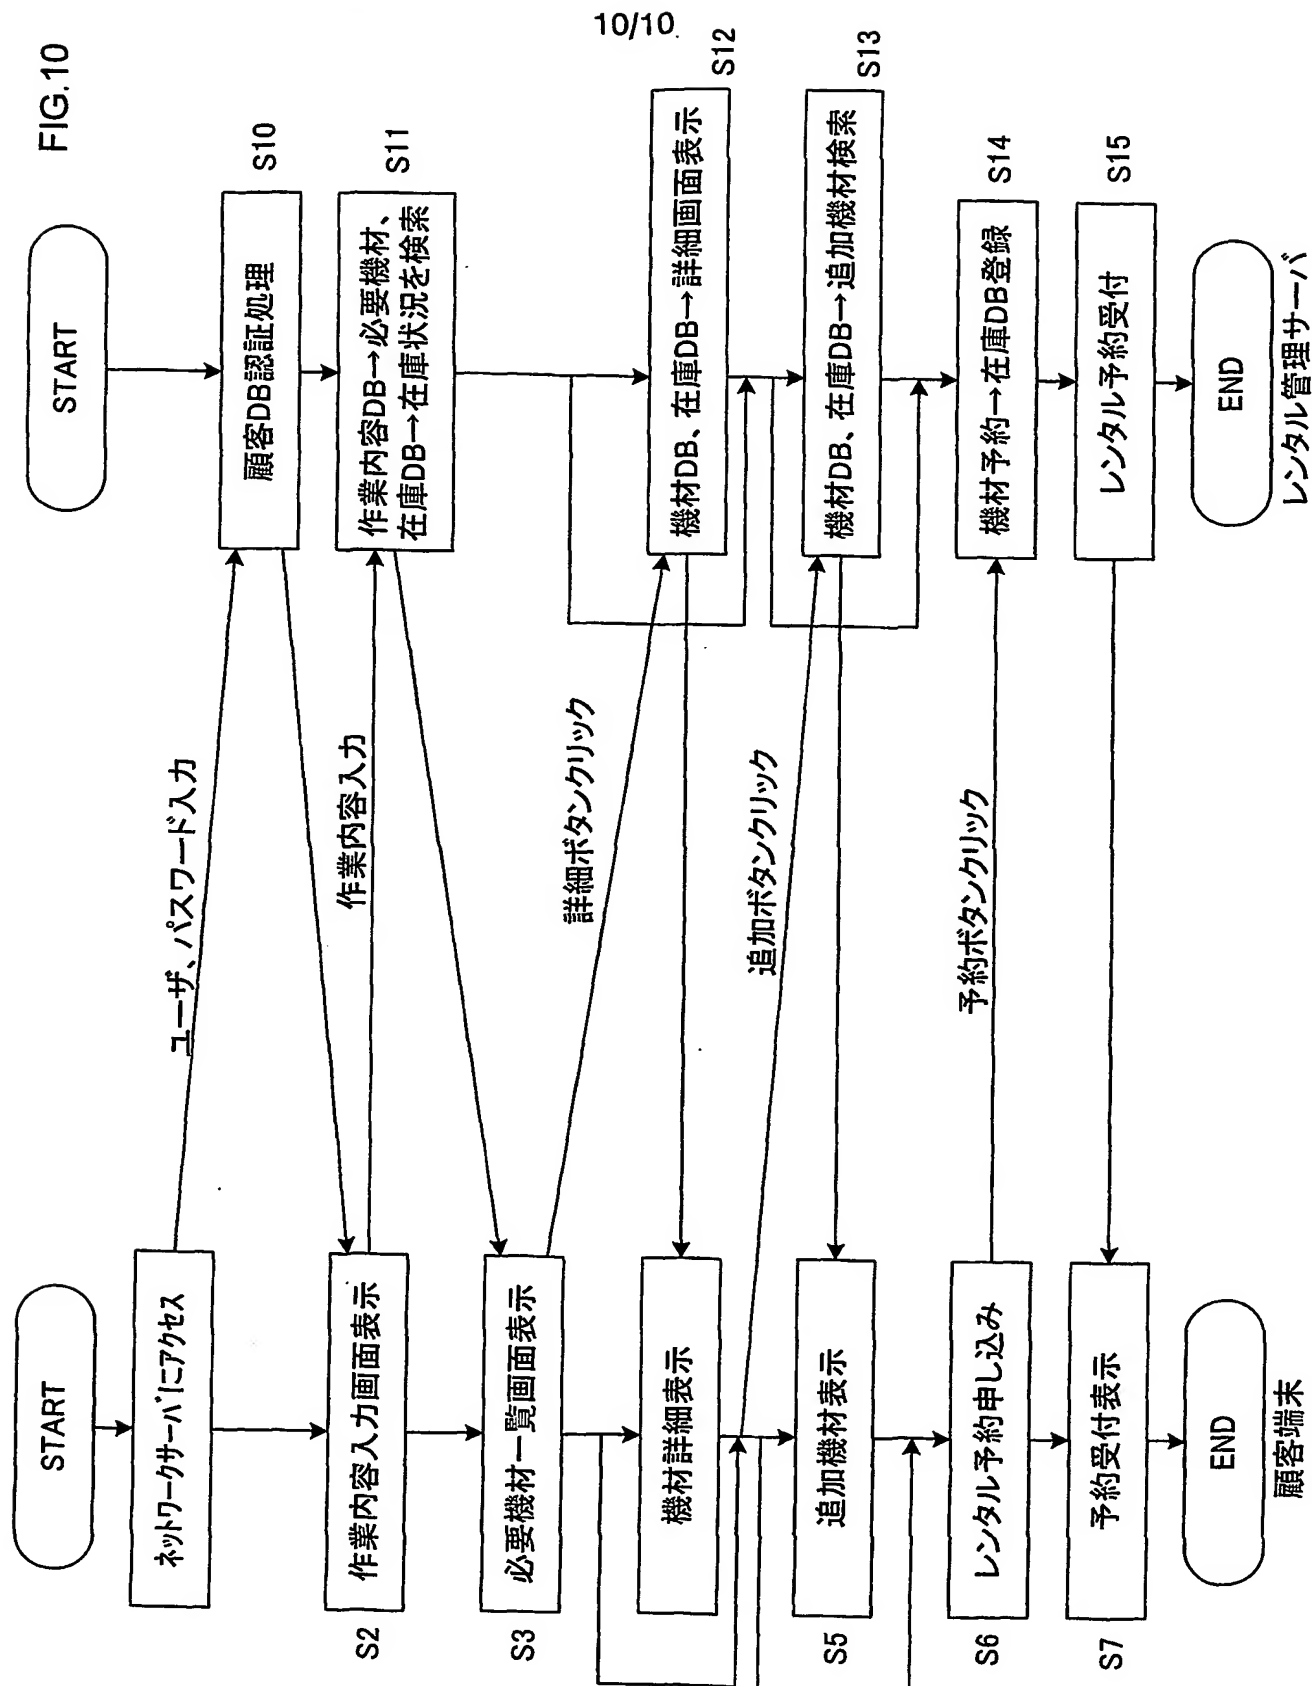 10/10
FIG.10
START
ネットワークサーバにアクセス
S2
作業内容入力画面表示
S3
必要機材一覧画面表示
機材詳細表示
S5
追加機材表示
S6
レンタル予約申し込み
S7
予約受付表示
END
顧客端末
ユーザ、パスワード入力
作業内容入力
詳細ボタンクリック
追加ボタンクリック
予約ボタンクリック
START
顧客DB認証処理
S10
作業内容DB→必要機材、
在庫DB→在庫状況を検索
S11
機材DB、在庫DB→詳細画面表示
S12
機材DB、在庫DB→追加機材検索
S13
機材予約→在庫DB登録
S14
レンタル予約受付
S15
END
レンタル管理サーバ